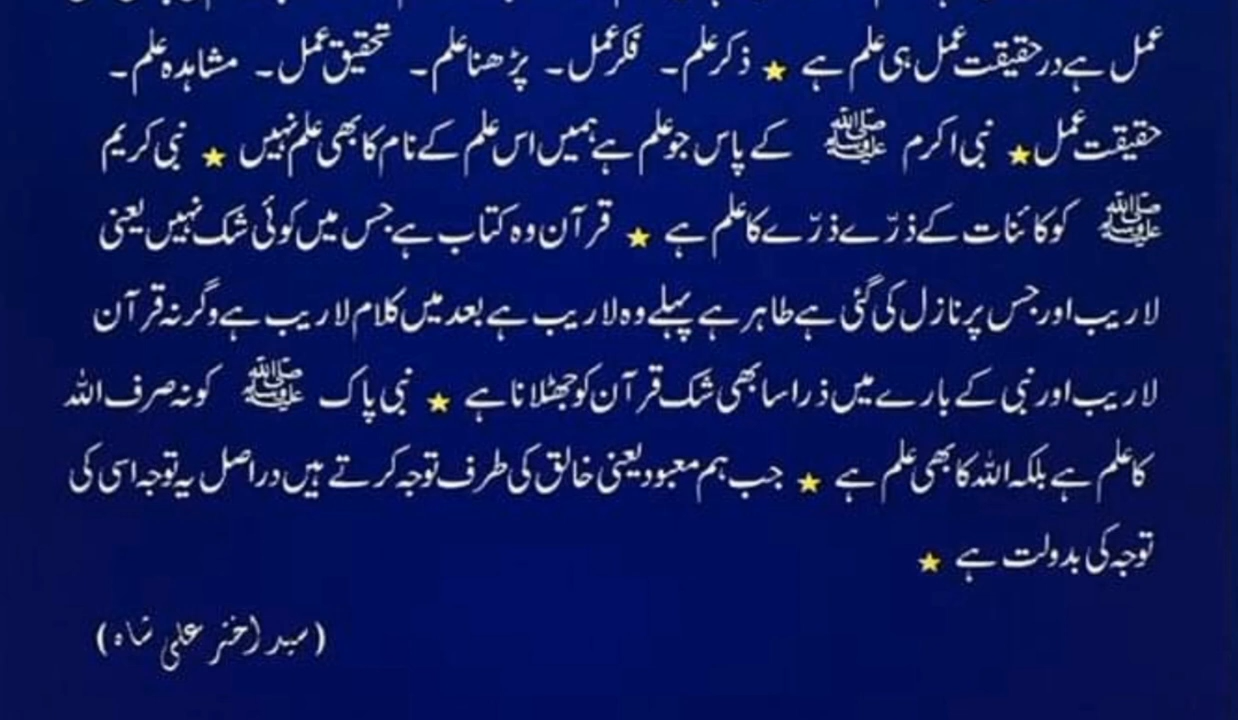 عمل ہے درحقیقت عمل ہی علم ہے ★ ذکر علم۔ فکر عمل۔ پڑھنا علم۔ تحقیق عمل۔ مشاہدہ علم۔
حقیقت عمل ★ نبی اکرم ﷺ کے پاس جو علم ہے ہمیں اس علم کے نام کا بھی علم نہیں ★ نبی کریم
ﷺ کو کائنات کے ذرّے ذرّے کا علم ہے ★ قرآن وہ کتاب ہے جس میں کوئی شک نہیں یعنی
لاریب اور جس پر نازل کی گئی ہے طاہر ہے پہلے وہ لاریب ہے بعد میں کلام لاریب ہے وگرنہ قرآن
لاریب اور نبی کے بارے میں ذرا سا بھی شک قرآن کو جھٹلانا ہے ★ نبی پاک ﷺ کو نہ صرف اللہ
کا علم ہے بلکہ اللہ کا بھی علم ہے ★ جب ہم معبود یعنی خالق کی طرف توجہ کرتے ہیں دراصل یہ توجہ اسی کی
توجہ کی بدولت ہے ★
(سید اختر علی شاہ)